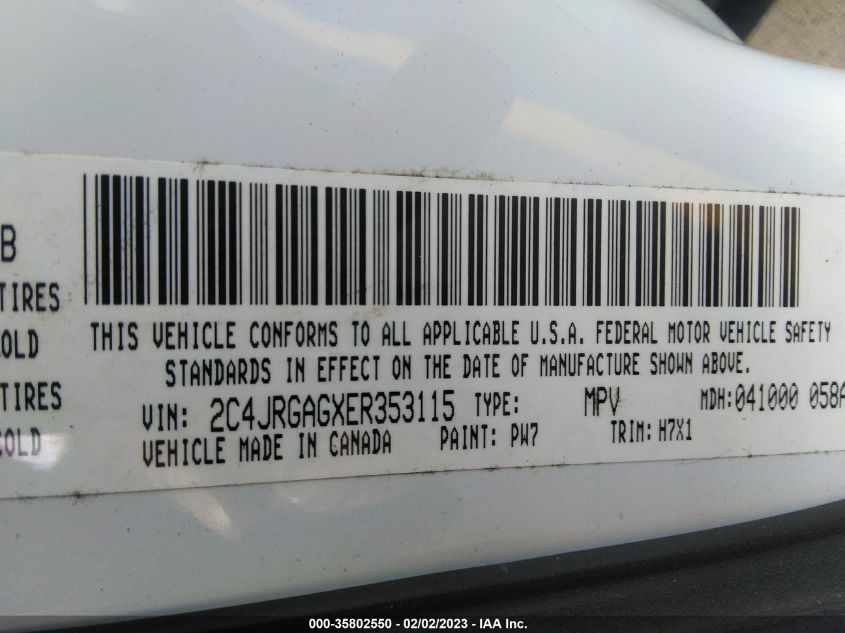 B
TIRES
OLD
TIRES
OLD
THIS VEHICLE CONFORMS TO ALL APPLICABLE U.S.A. FEDERAL MOTOR VEHICLE SAFETY
STANDARDS IN EFFECT ON THE DATE OF MANUFACTURE SHOWN ABOVE.
VIN: 2C4JRGAGXER353115 TYPE: MPV MDH:041000 058A
VEHICLE MADE IN CANADA PAINT: PW7 TRIM: H7X1
000-35802550 - 02/02/2023 - IAA Inc.